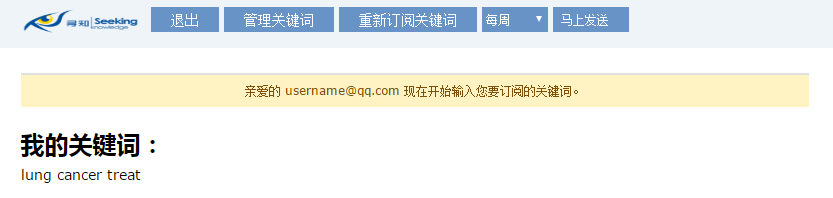 寻知 Seeking knowledge 退出 管理关键词 重新订阅关键词 每周 马上发送
亲爱的 username@qq.com 现在开始输入您要订阅的关键词。
我的关键词：
lung cancer treat